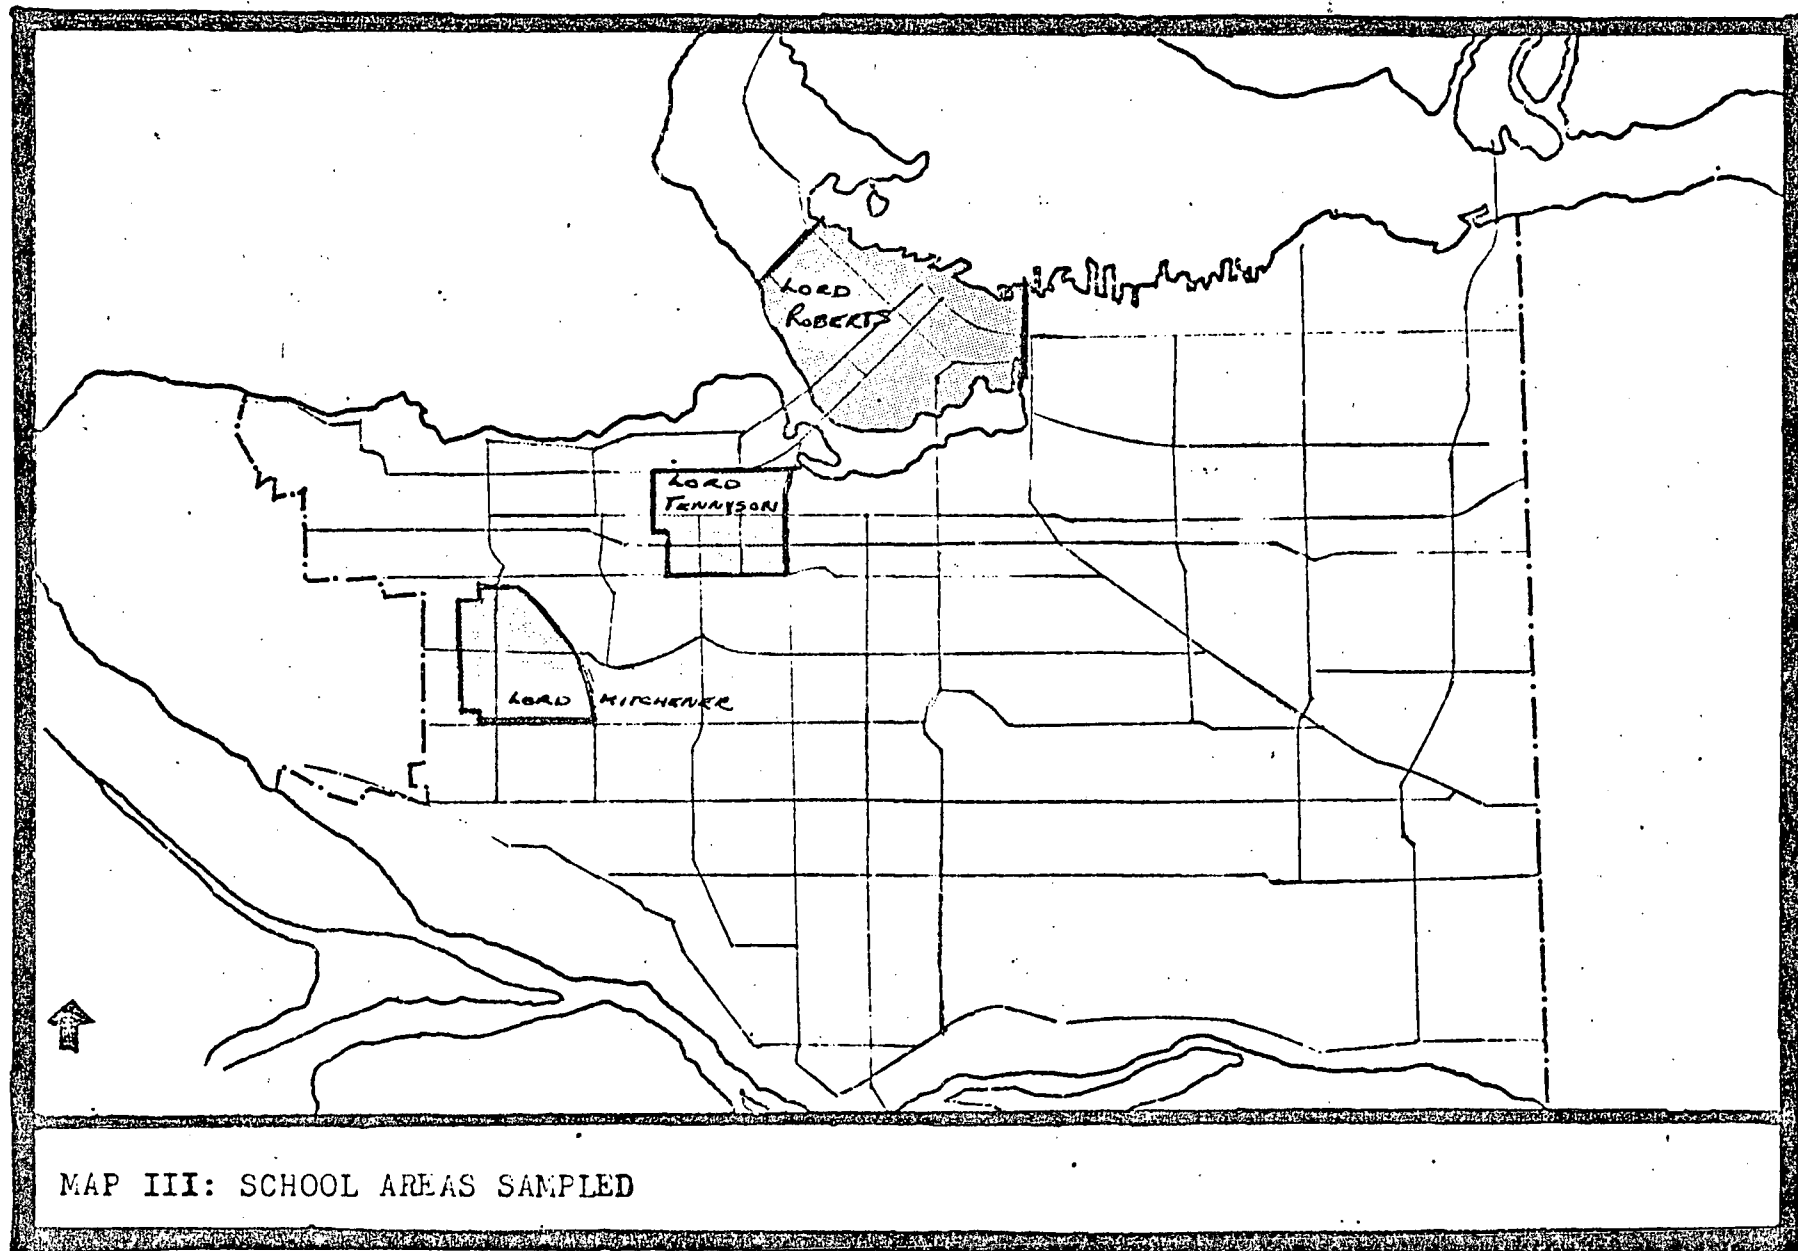 LORD
ROBERTS
LORD
TENNYSON
LORD KITCHENER
MAP III: SCHOOL AREAS SAMPLED